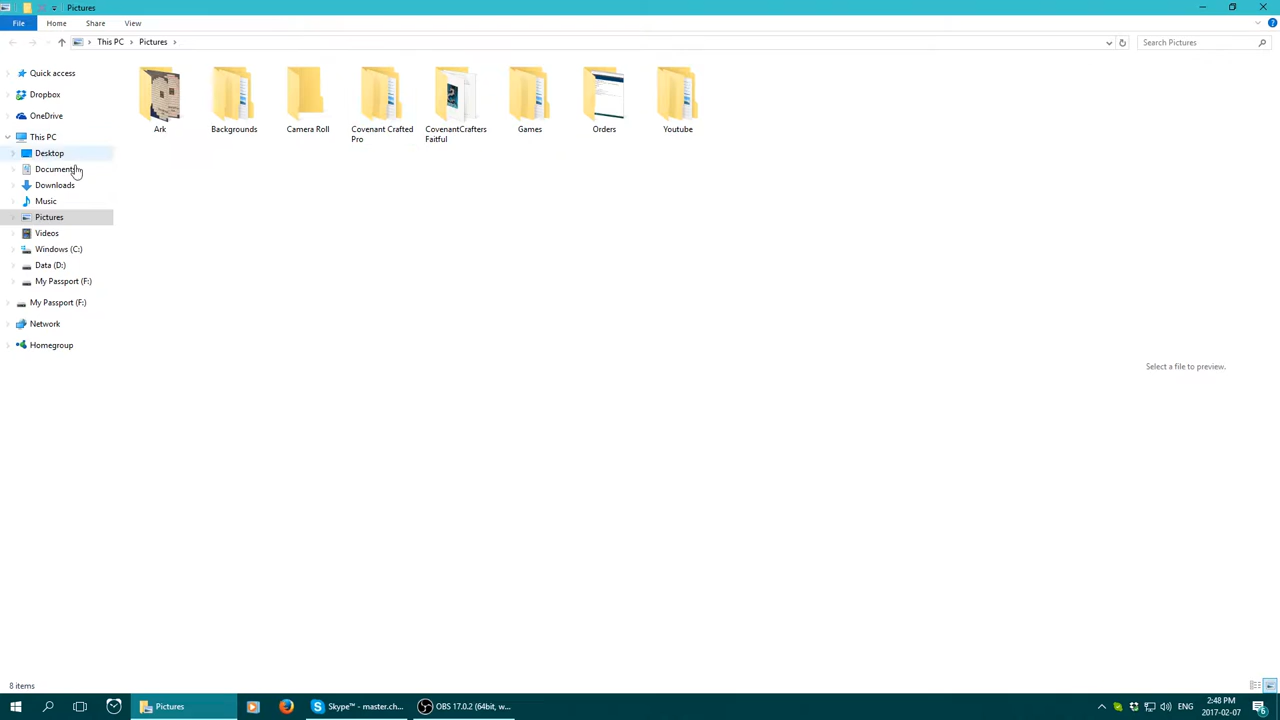 Pictures
File Home Share View
This PC Pictures
Search Pictures
Quick access
Dropbox
OneDrive
This PC
Desktop
Documents
Downloads
Music
Pictures
Videos
Windows (C:)
Data (D:)
My Passport (F:)
My Passport (F:)
Network
Homegroup
Ark
Backgrounds
Camera Roll
Covenant Crafted
Pro
CovenantCrafters
Faitful
Games
Orders
Youtube
Select a file to preview.
8 items
Pictures
Skype™ - master.ch...
OBS 17.0.2 (64bit, w...
ENG
2:48 PM
2017-02-07
6